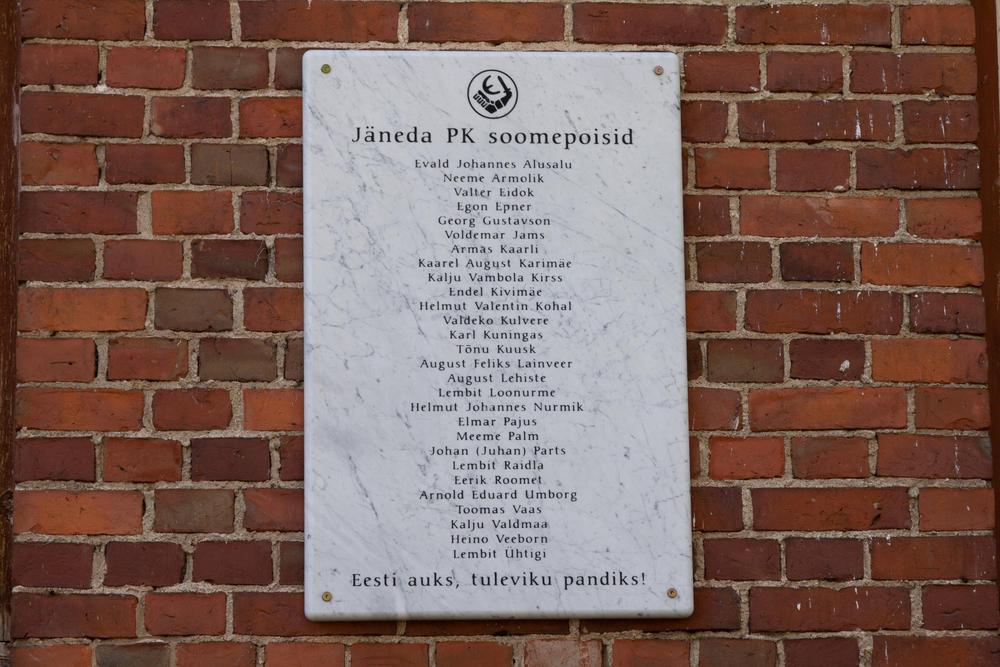 Jäneda PK soomepoisid
Evald Johannes Alusalu
Neeme Armolik
Valter Eidok
Egon Epner
Georg Gustavson
Voldemar Jams
Armas Kaarli
Kaarel August Karimäe
Kalju Vambola Kirss
Endel Kivimäe
Helmut Valentin Kohal
Valdeko Kulvere
Karl Kuningas
Tõnu Kuusk
August Feliks Lainveer
August Lehiste
Lembit Loonurme
Helmut Johannes Nurmik
Elmar Pajus
Meeme Palm
Johan (Juhan) Parts
Lembit Raidla
Eerik Roomet
Arnold Eduard Umborg
Toomas Vaas
Kalju Valdmaa
Heino Veeborn
Lembit Ühtigi
Eesti auks, tuleviku pandiks!